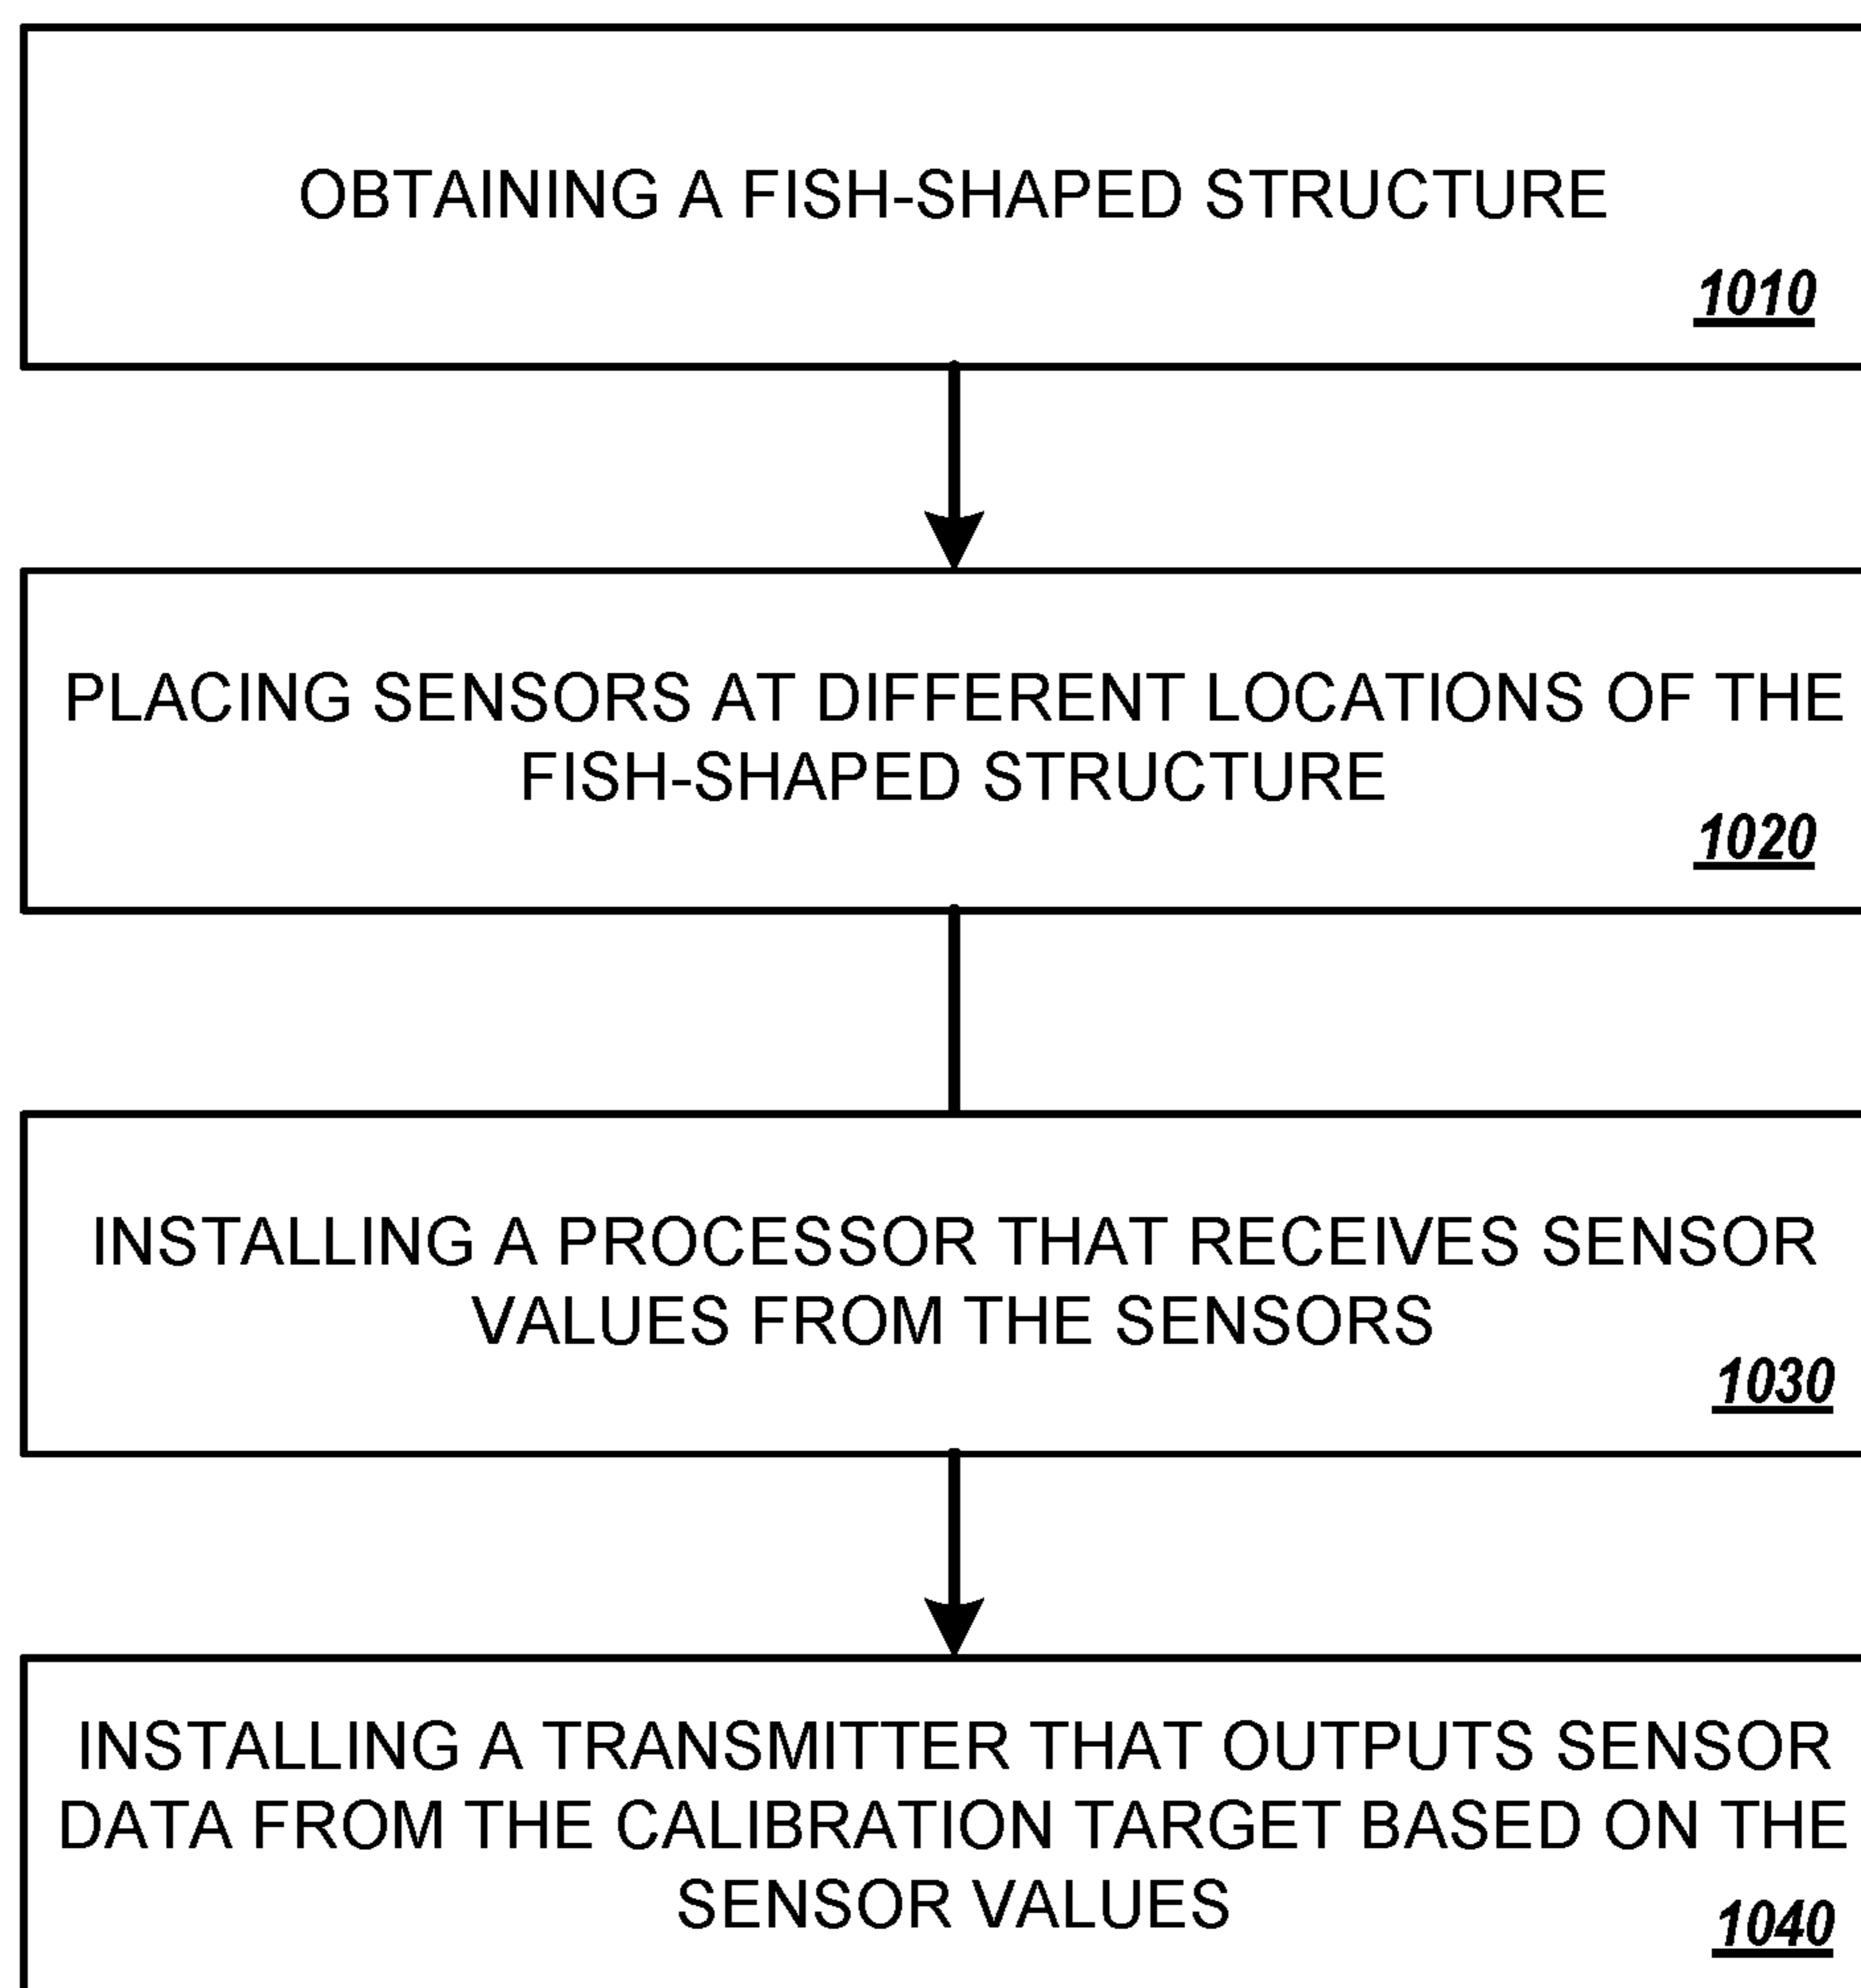 OBTAINING A FISH-SHAPED STRUCTURE
1010
PLACING SENSORS AT DIFFERENT LOCATIONS OF THE
FISH-SHAPED STRUCTURE
1020
INSTALLING A PROCESSOR THAT RECEIVES SENSOR
VALUES FROM THE SENSORS
1030
INSTALLING A TRANSMITTER THAT OUTPUTS SENSOR
DATA FROM THE CALIBRATION TARGET BASED ON THE
SENSOR VALUES
1040